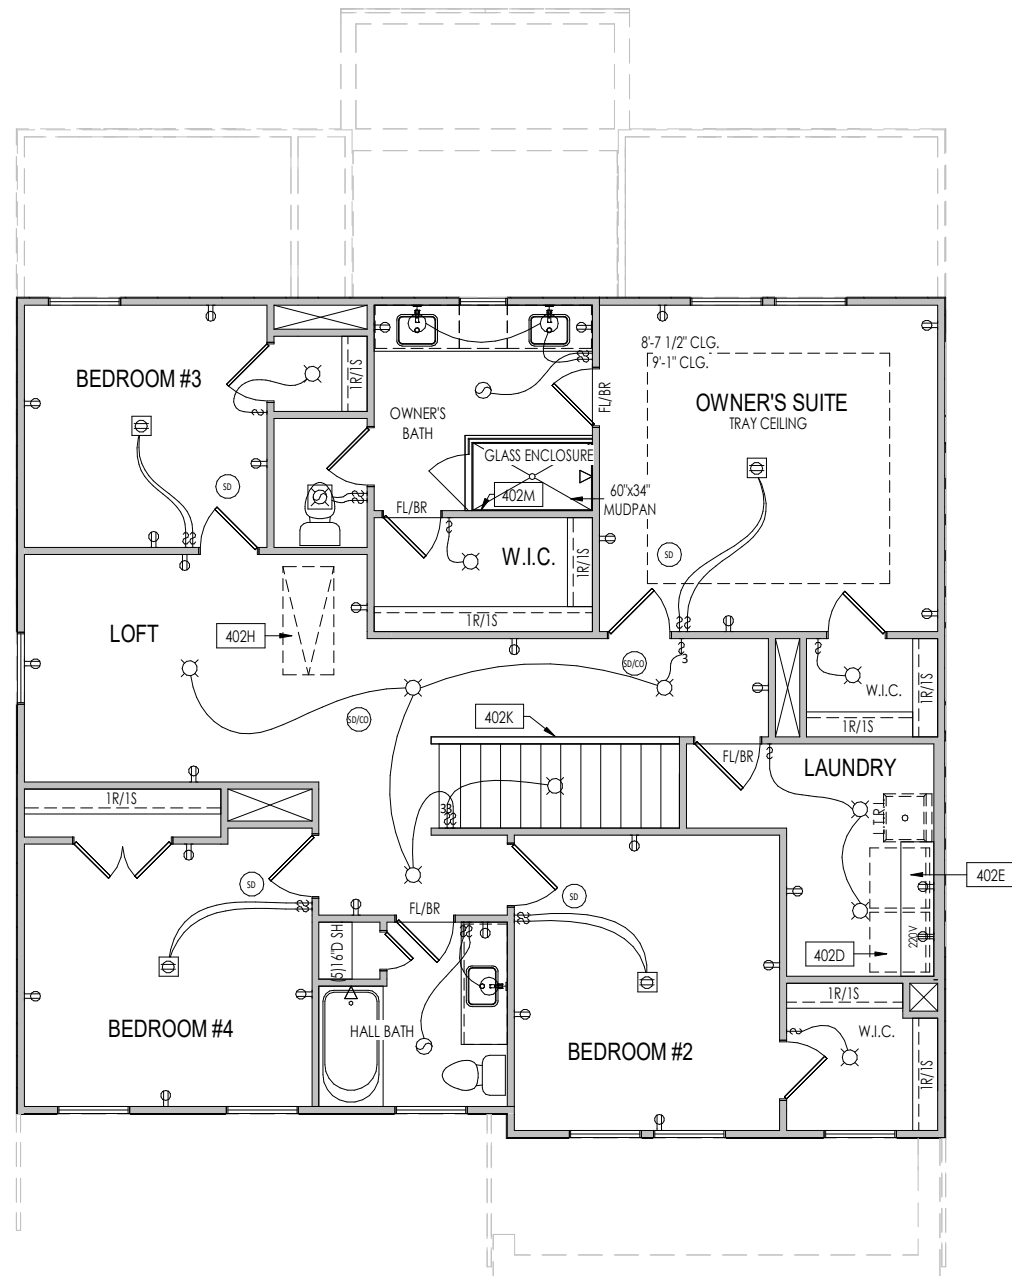 8'-7 1/2" CLG.
9'-1" CLG.
BEDROOM #3
1R/1S
OWNER'S
BATH
FL/BR
OWNER'S SUITE
TRAY CEILING
GLASS ENCLOSURE
402M
60"x34"
MUDPAN
SD
FL/BR
W.I.C.
1R/1S
1R/1S
SD
LOFT
402H
SD/CO
3
SD/CO
W.I.C.
1R/1S
1R/1S
402K
FL/BR
LAUNDRY
1R/1S
33
402E
SD
SD
FL/BR
220V
402D
(5)16"D SH
BEDROOM #4
HALL BATH
BEDROOM #2
1R/1S
W.I.C.
1R/1S